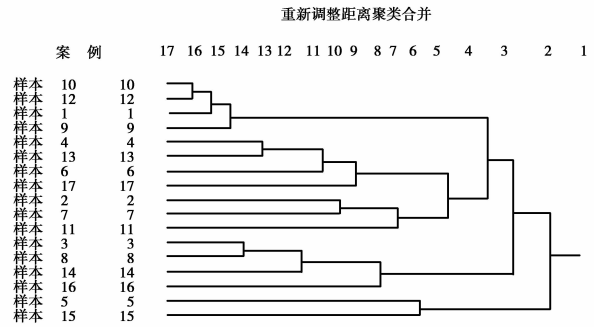 重新调整距离聚类合并
案 例 17 16 15 14 13 12 11 10 9 7 6 5 4 3 2 1
样本 10 10
样本 12 12
样本 1 1
样本 9 9
样本 4 4
样本 13 13
样本 6 6
样本 17 17
样本 2 2
样本 7 7
样本 11 11
样本 3 3
样本 8 8
样本 14 14
样本 16 16
样本 5 5
样本 15 15